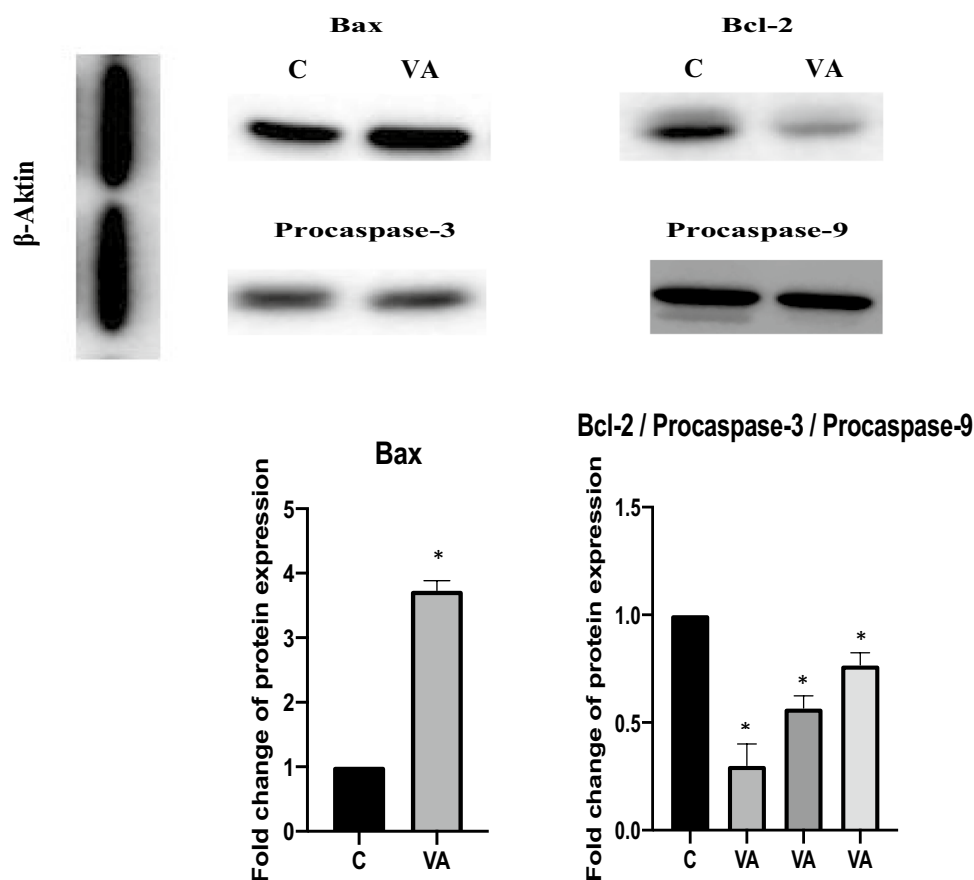 Bax
C VA
Bcl-2
C VA
β-Aktin
Procaspase-3
Procaspase-9
Bax
Fold change of protein expression
5
4
3
2
1
0
*
C VA
Bcl-2 / Procaspase-3 / Procaspase-9
Fold change of protein expression
1.5
1.0
0.5
0.0
* * *
C VA VA VA